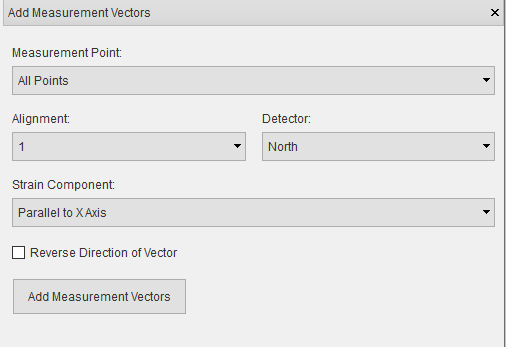 Add Measurement Vectors ×
Measurement Point:
All Points
Alignment: Detector:
1 North
Strain Component:
Parallel to X Axis
Reverse Direction of Vector
Add Measurement Vectors